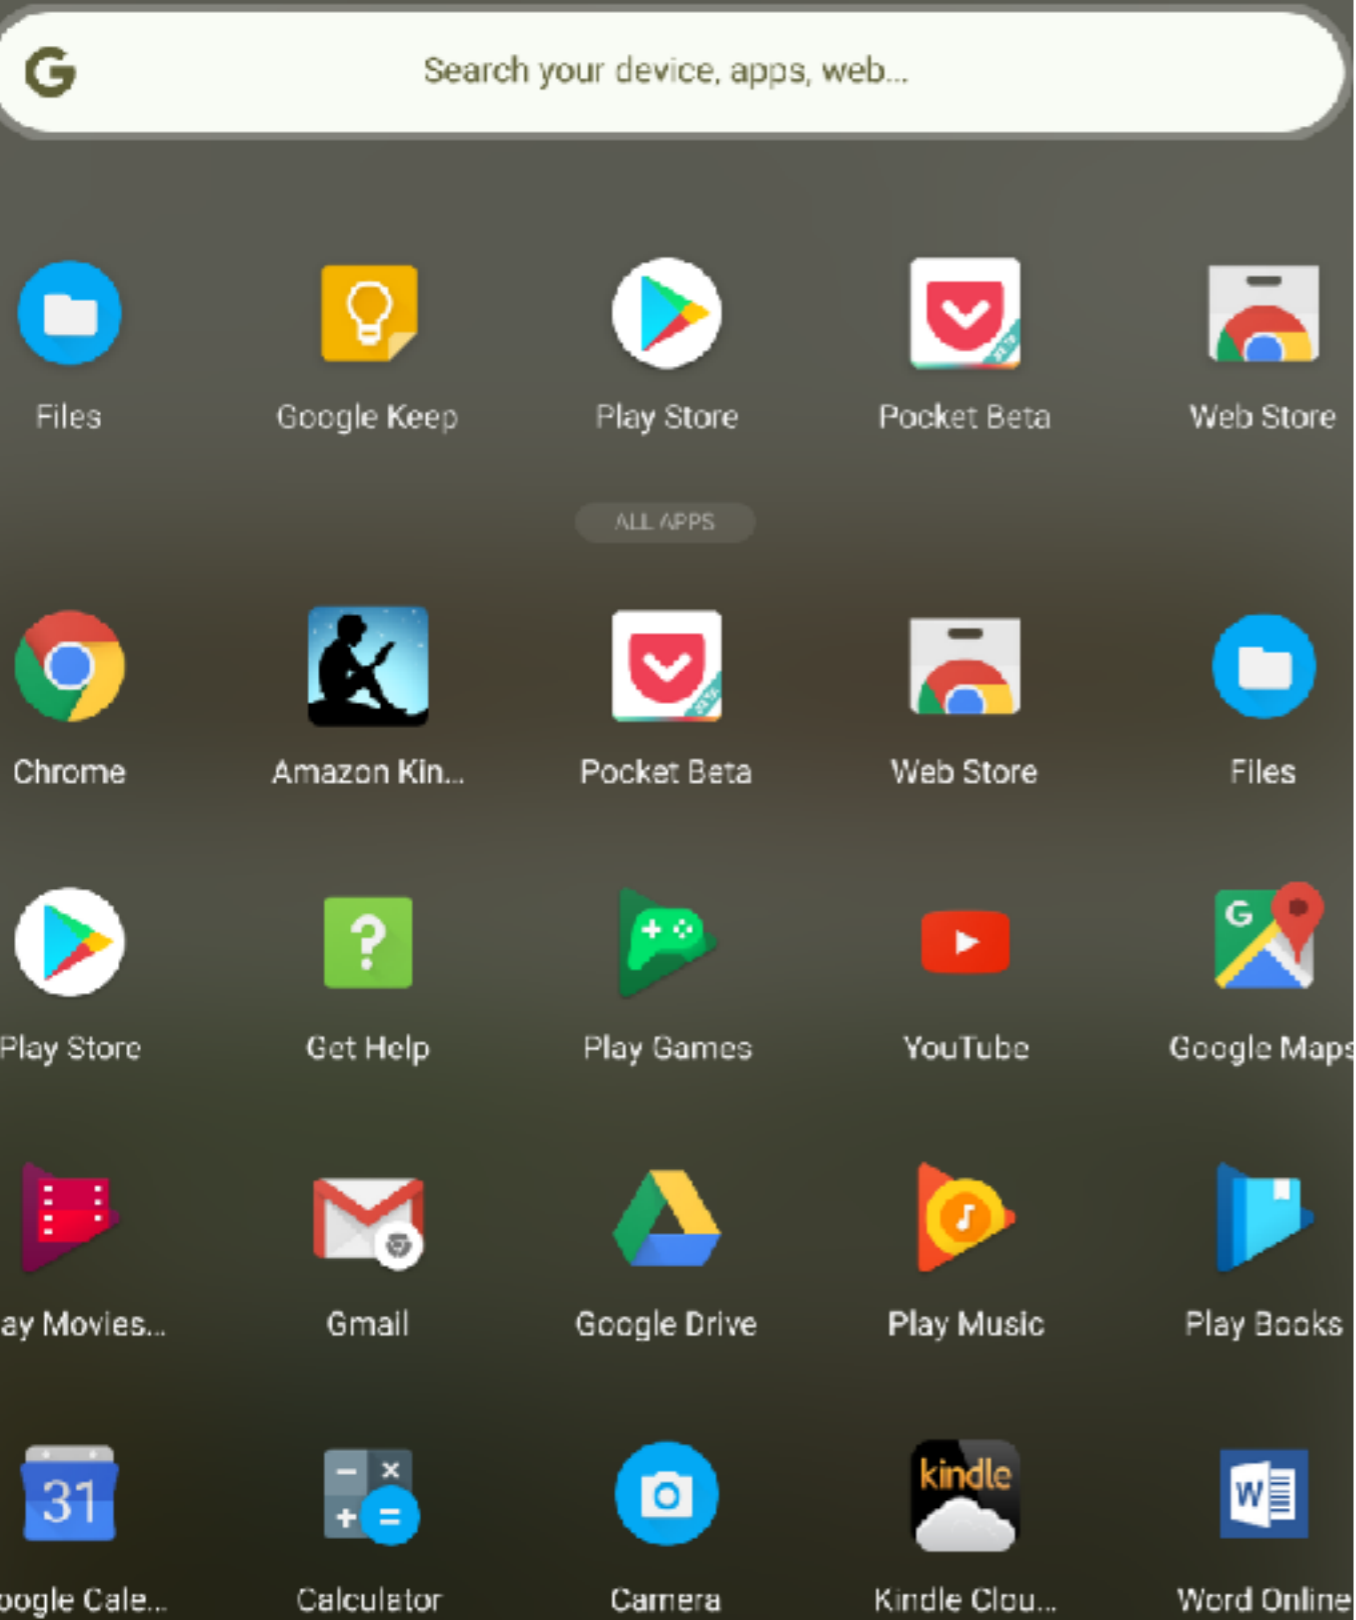 G Search your device, apps, web...
Files Google Keep Play Store Pocket Beta Web Store
ALL APPS
Chrome Amazon Kin... Pocket Beta Web Store Files
G
Play Store Get Help Play Games YouTube Google Maps
ay Movies... Gmail Google Drive Play Music Play Books
31 kindle W
oogle Cale... Calculator Camera Kindle Clou... Word Online